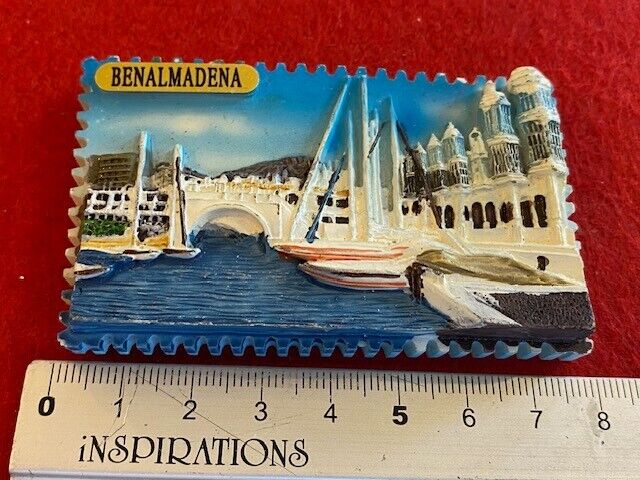 BENALMADENA
0 1 2 3 4 5 6 7 8
iNSPIRATIONS